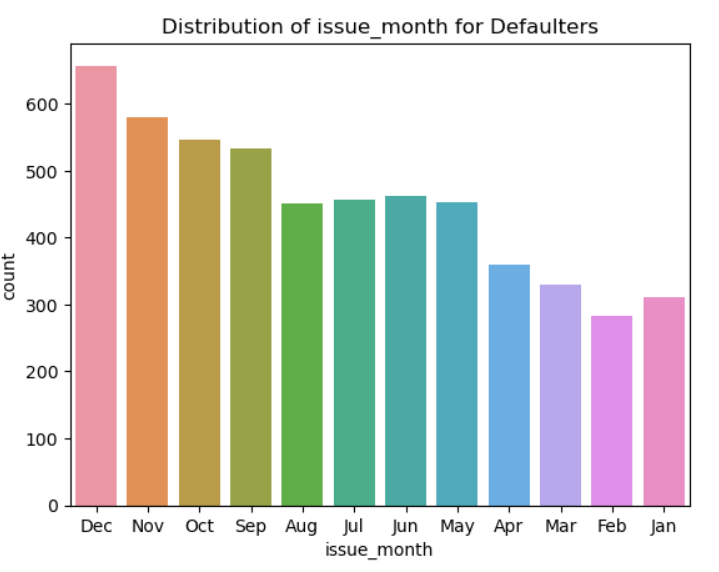 Distribution of issue_month for Defaulters
600
500
400
300
200
100
0
count
Dec Nov Oct Sep Aug Jul Jun May Apr Mar Feb Jan
issue_month